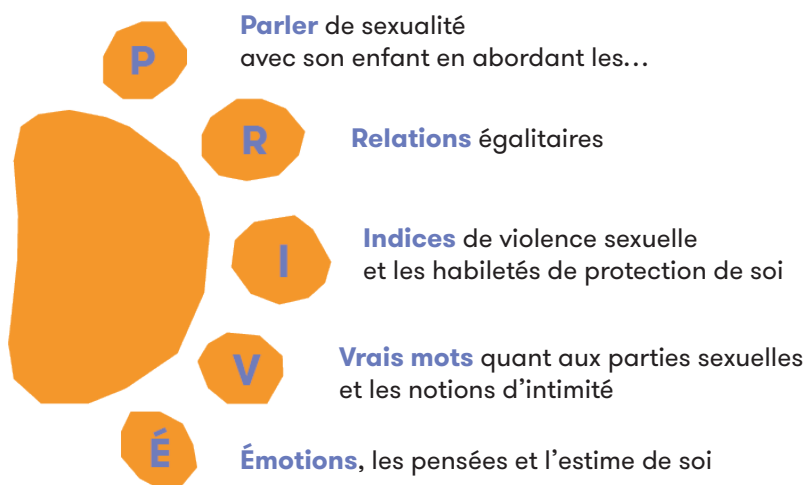 P
Parler de sexualité
avec son enfant en abordant les...
R
Relations égalitaires
I
Indices de violence sexuelle
et les habiletés de protection de soi
V
Vrais mots quant aux parties sexuelles
et les notions d'intimité
É
Émotions, les pensées et l'estime de soi